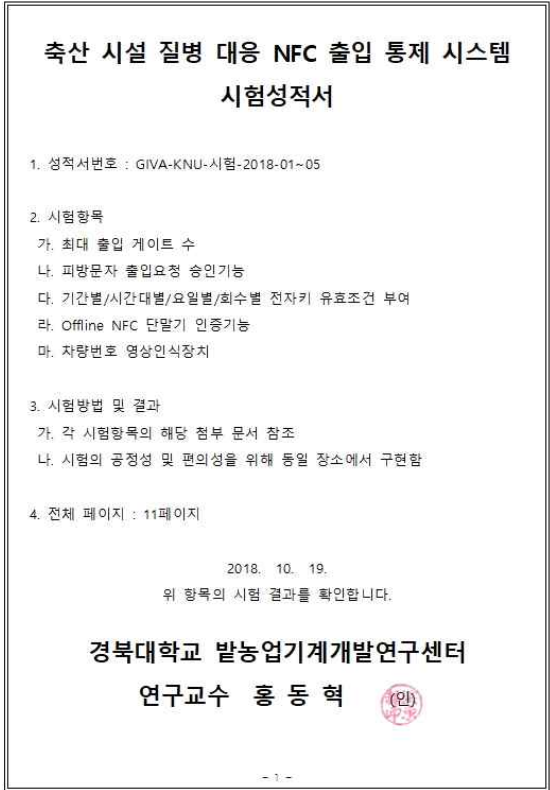 축산 시설 질병 대응 NFC 출입 통제 시스템
시험성적서
1. 성적서번호 : GIVA-KNU-시험-2018-01~05
2. 시험항목
가. 최대 출입 게이트 수
나. 피방문자 출입요청 승인기능
다. 기간별/시간대별/요일별/회수별 전자키 유효조건 부여
라. Offline NFC 단말기 인증기능
마. 차량번호 영상인식장치
3. 시험방법 및 결과
가. 각 시험항목의 해당 첨부 문서 참조
나. 시험의 공정성 및 편의성을 위해 동일 장소에서 구현함
4. 전체 페이지 : 11페이지
2018. 10. 19.
위 항목의 시험 결과를 확인합니다.
경북대학교 밭농업기계개발연구센터
연구교수 홍 동 혁 (인)
- 1 -